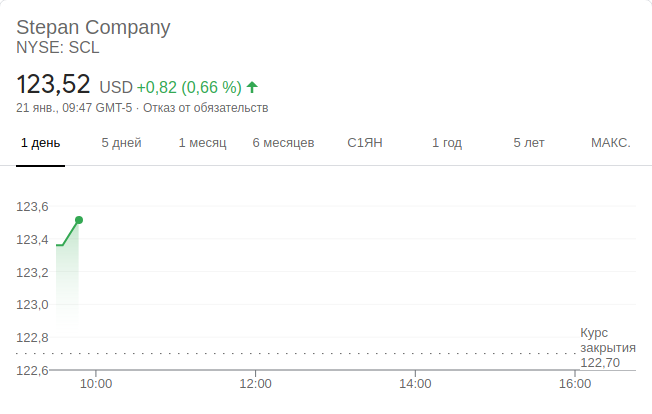 Stepan Company
NYSE: SCL
123,52 USD +0,82 (0,66 %)
21 янв., 09:47 GMT-5 · Отказ от обязательств
1 день 5 дней 1 месяц 6 месяцев С1ЯН 1 год 5 лет МАКС.
123,6
123,4
123,2
123,0
122,8
122,6
Курс
закрытия
122,70
10:00 12:00 14:00 16:00